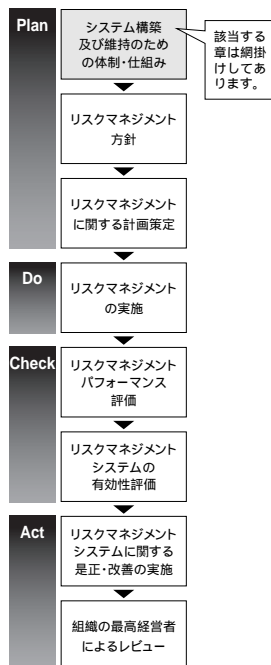 Plan
システム構築
及び維持のため
の体制・仕組み
該当する
章は網掛
けしてあ
ります。
リスクマネジメント
方針
リスクマネジメント
に関する計画策定
Do
リスクマネジメント
の実施
Check
リスクマネジメント
パフォーマンス
評価
リスクマネジメント
システムの
有効性評価
Act
リスクマネジメント
システムに関する
是正・改善の実施
組織の最高経営者
によるレビュー